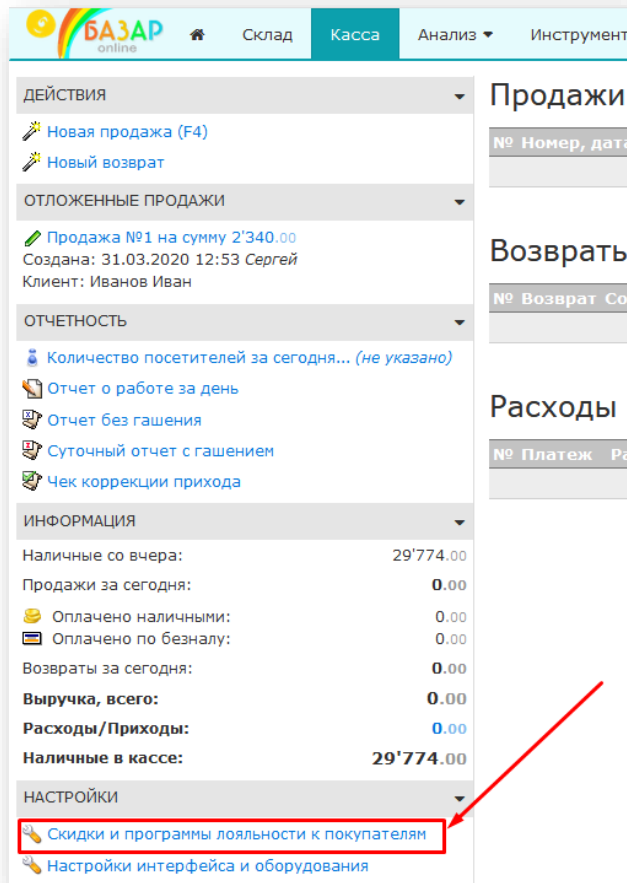 БАЗАР
online
Склад
Касса
Анализ
Инструмент
ДЕЙСТВИЯ
Новая продажа (F4)
Новый возврат
ОТЛОЖЕННЫЕ ПРОДАЖИ
Продажа №1 на сумму 2'340.00
Создана: 31.03.2020 12:53 Сергей
Клиент: Иванов Иван
ОТЧЕТНОСТЬ
Количество посетителей за сегодня... (не указано)
Отчет о работе за день
Отчет без гашения
Суточный отчет с гашением
Чек коррекции прихода
ИНФОРМАЦИЯ
Наличные со вчера: 29'774.00
Продажи за сегодня: 0.00
Оплачено наличными: 0.00
Оплачено по безналу: 0.00
Возвраты за сегодня: 0.00
Выручка, всего: 0.00
Расходы/Приходы: 0.00
Наличные в кассе: 29'774.00
НАСТРОЙКИ
Скидки и программы лояльности к покупателям
Настройки интерфейса и оборудования
Продажи
№ Номер, дата
Возвраты
№ Возврат Со
Расходы
№ Платеж Ра